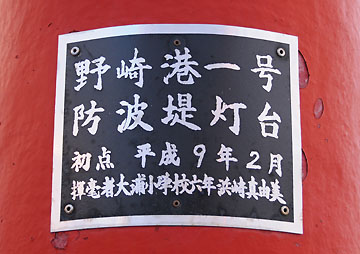 野崎港一号
防波堤灯台
初点 平成9年2月
揮毫者大浦小学校六年浜崎真由美